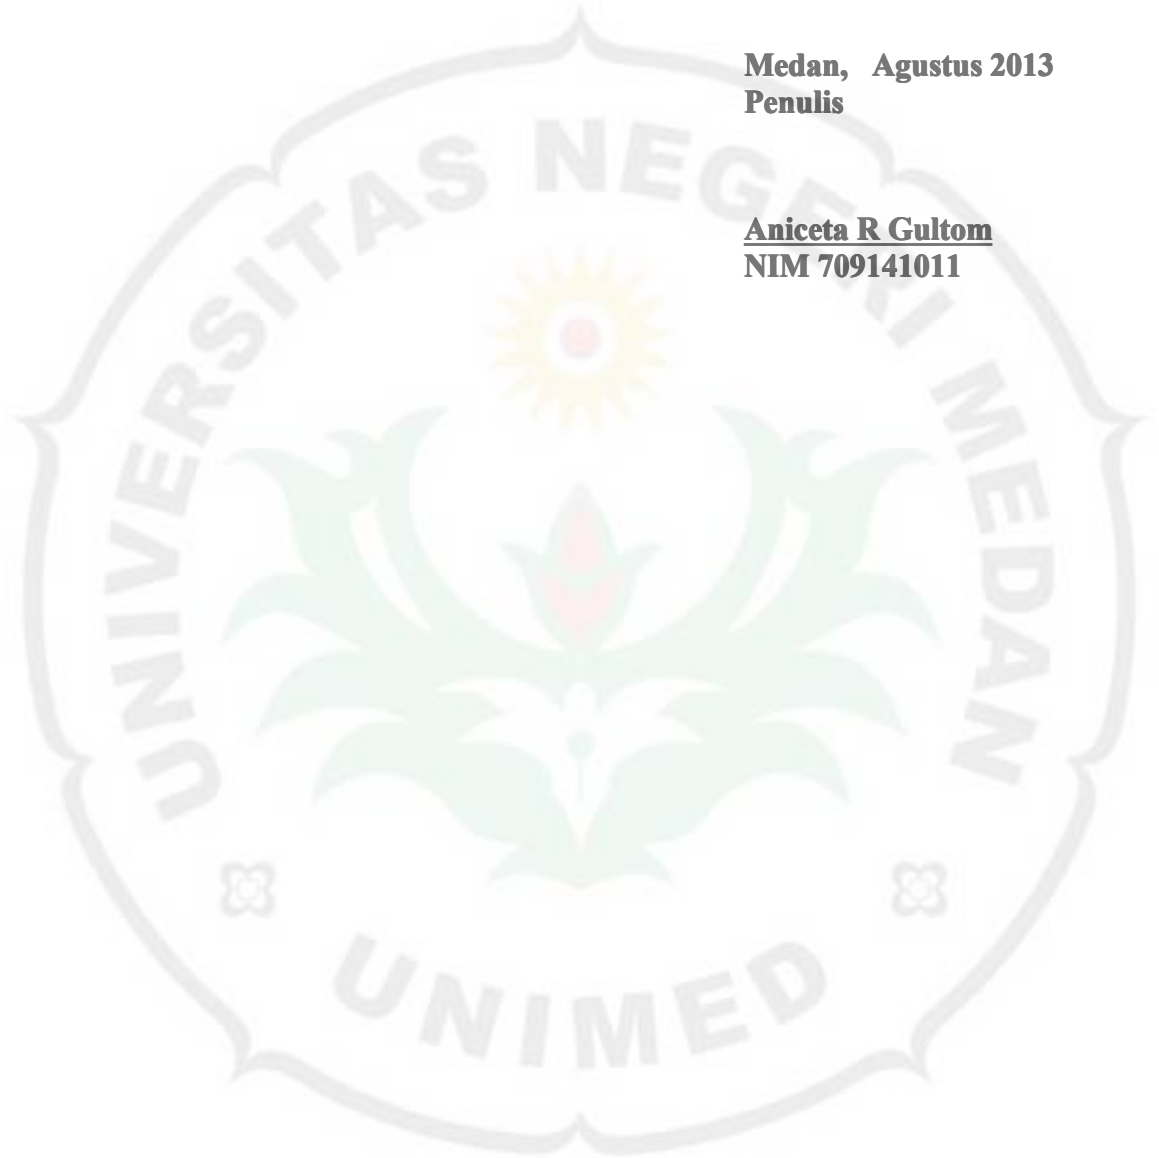 Medan,   Agustus 2013
Penulis
Aniceta R Gultom
NIM 709141011
UNIVERSITAS NEGERI MEDAN
UNIMED